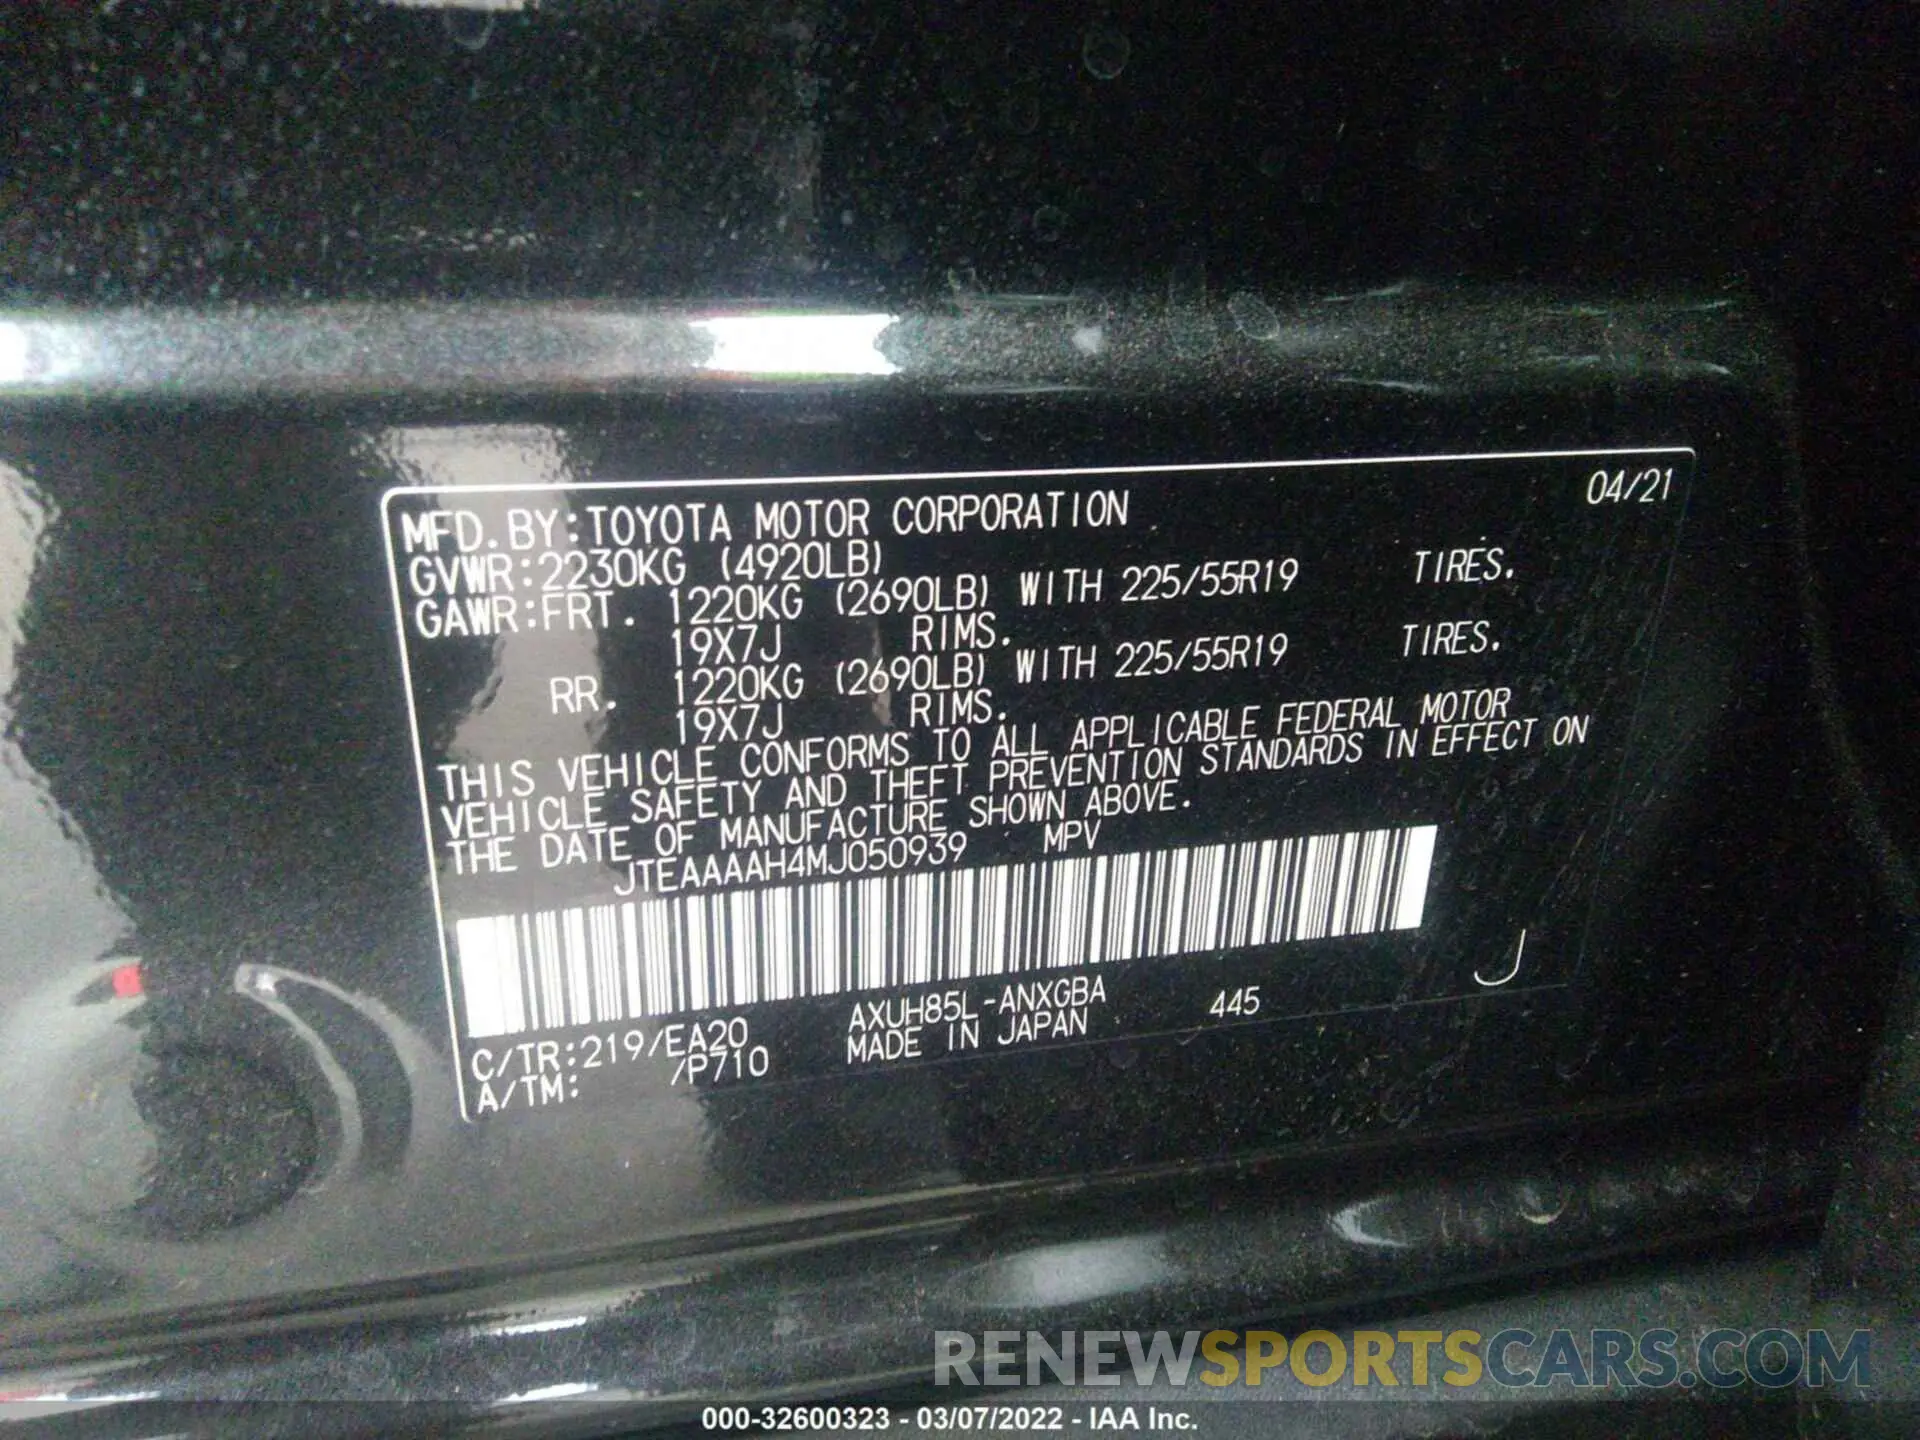 04/21
MFD.BY:TOYOTA MOTOR CORPORATION
GVWR:2230KG (4920LB)
GAWR:FRT. 1220KG (2690LB) WITH 225/55R19 TIRES.
19X7J RIMS.
RR. 1220KG (2690LB) WITH 225/55R19 TIRES.
19X7J RIMS.
THIS VEHICLE CONFORMS TO ALL APPLICABLE FEDERAL MOTOR
VEHICLE SAFETY AND THEFT PREVENTION STANDARDS IN EFFECT ON
THE DATE OF MANUFACTURE SHOWN ABOVE.
JTEAAAAH4MJ050939 MPV
C/TR:219/EA20 AXUH85L-ANXGBA 445 J
A/TM: /P710 MADE IN JAPAN
RENEWSPORTSCARS.COM
000-32600323 - 03/07/2022 - IAA Inc.